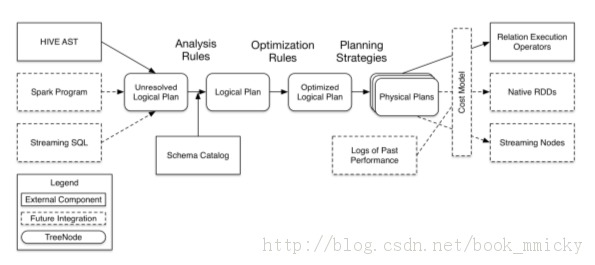 HIVE AST
Spark Program
Streaming SQL
Analysis
Rules
Optimization
Rules
Planning
Strategies
Unresolved
Logical Plan
Logical Plan
Optimized
Logical Plan
Physical Plans
Schema Catalog
Logs of Past
Performance
Cost Model
Relation Execution
Operators
Native RDDs
Streaming Nodes
Legend
External Component
Future Integration
TreeNode
http://blog.csdn.net/book_mmicky